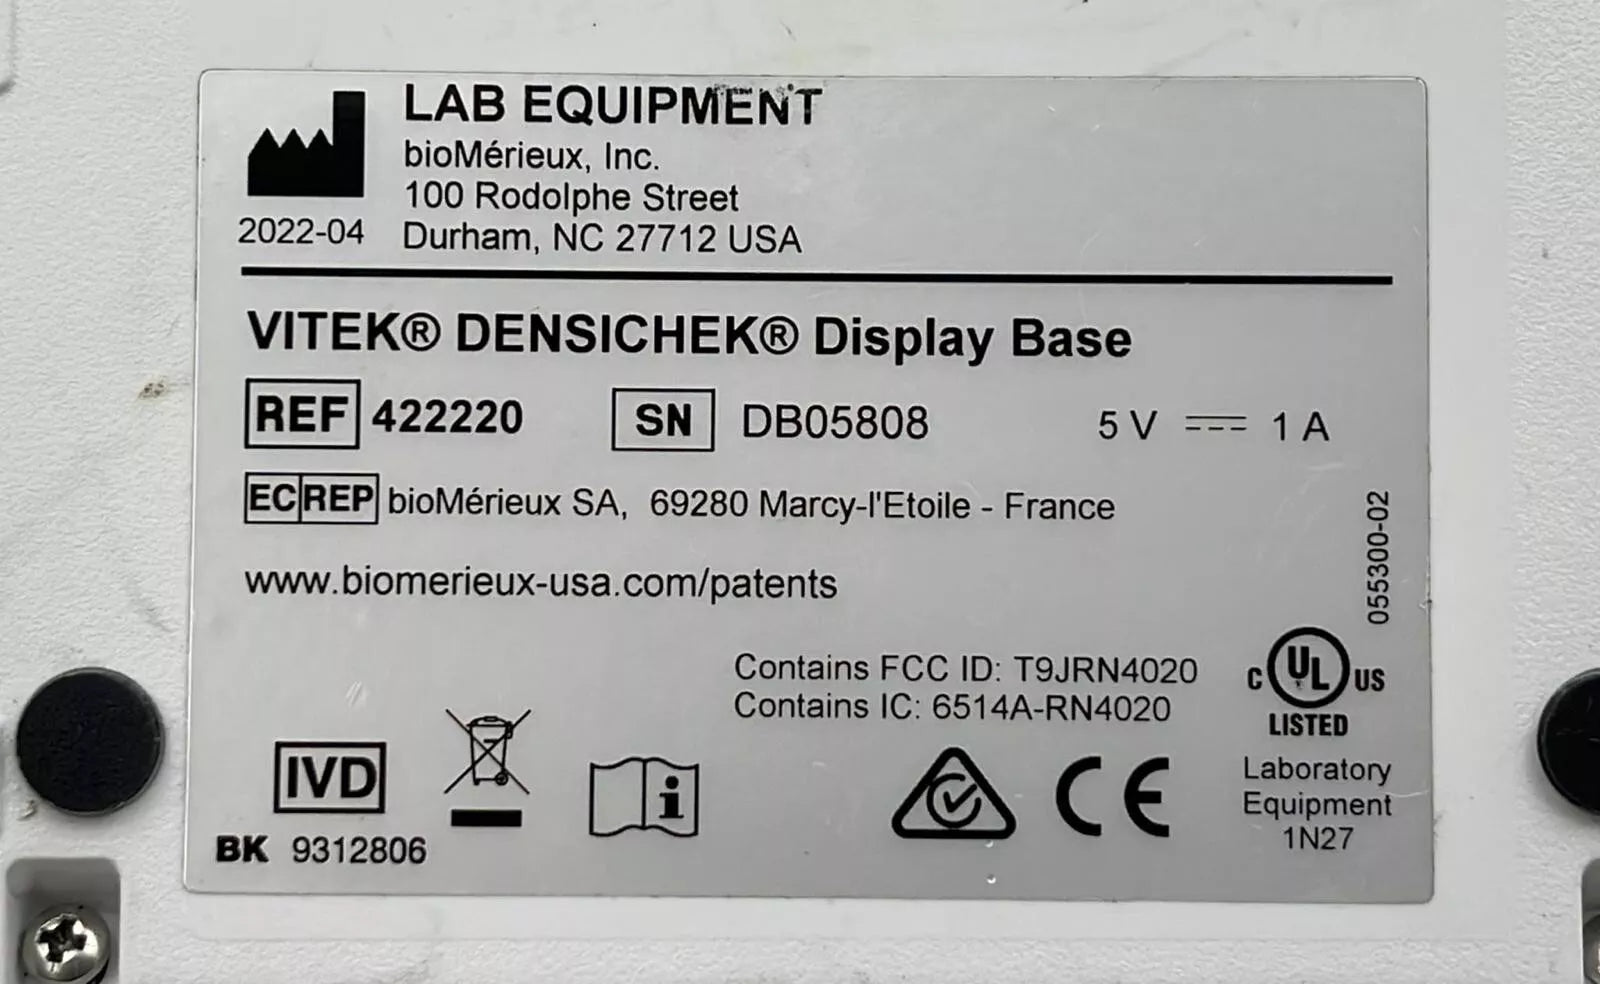 LAB EQUIPMENT
bioMérieux, Inc.
100 Rodolphe Street
2022-04 Durham, NC 27712 USA
VITEK® DENSICHEK® Display Base
REF 422220 SN DB05808 5 V ⎓ 1 A
EC REP bioMérieux SA, 69280 Marcy-l'Etoile - France
055300-02
www.biomerieux-usa.com/patents
Contains FCC ID: T9JRN4020
Contains IC: 6514A-RN4020
C UL US
LISTED
Laboratory
Equipment
1N27
IVD
i
CE
BK 9312806